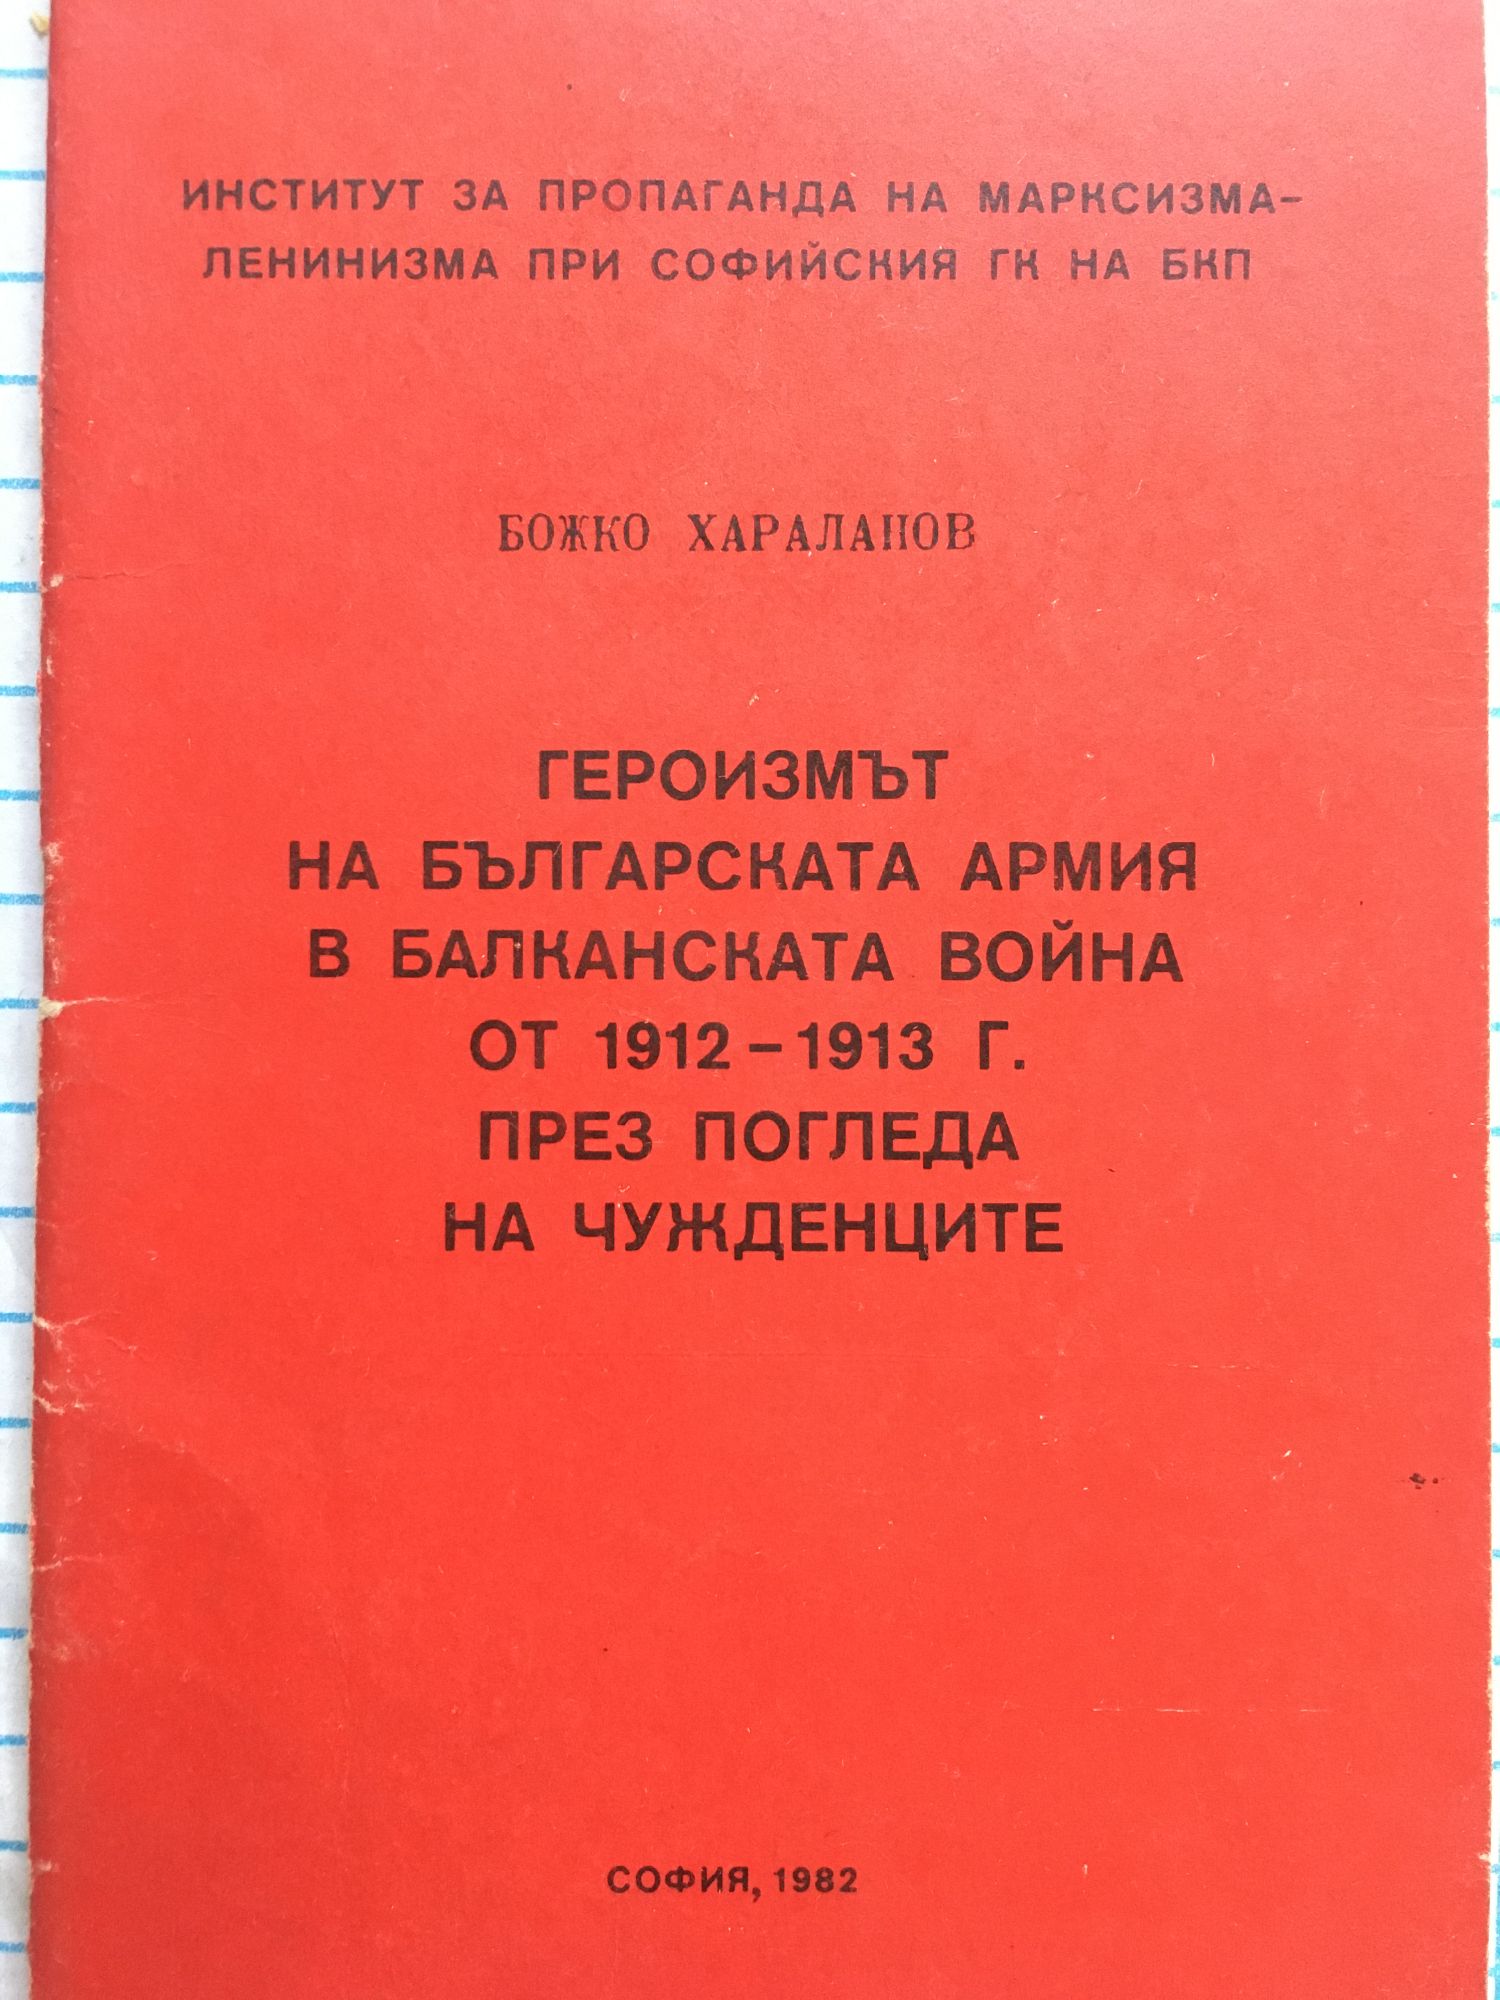 ИНСТИТУТ ЗА ПРОПАГАНДА НА МАРКСИЗМА-
ЛЕНИНИЗМА ПРИ СОФИЙСКИЯ ГК НА БКП
БОЖКО ХАРАЛАНОВ
ГЕРОИЗМЪТ
НА БЪЛГАРСКАТА АРМИЯ
В БАЛКАНСКАТА ВОЙНА
ОТ 1912 – 1913 Г.
ПРЕЗ ПОГЛЕДА
НА ЧУЖДЕНЦИТЕ
СОФИЯ, 1982